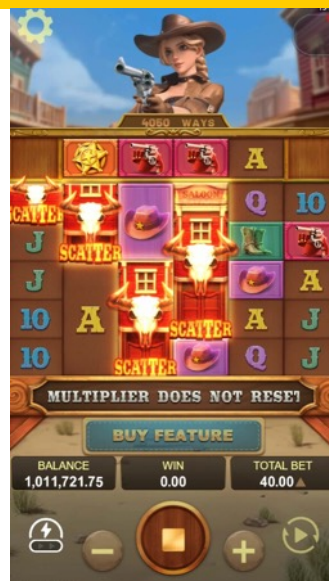 4050 WAYS
A
SCATTER
SALOON
Q
10
J
SCATTER
J
A
J
10
A
SCATTER
A
J
10
SCATTER
Q
J
MULTIPLIER DOES NOT RESET
BUY FEATURE
BALANCE
WIN
TOTAL BET
1,011,721.75
0.00
40.00